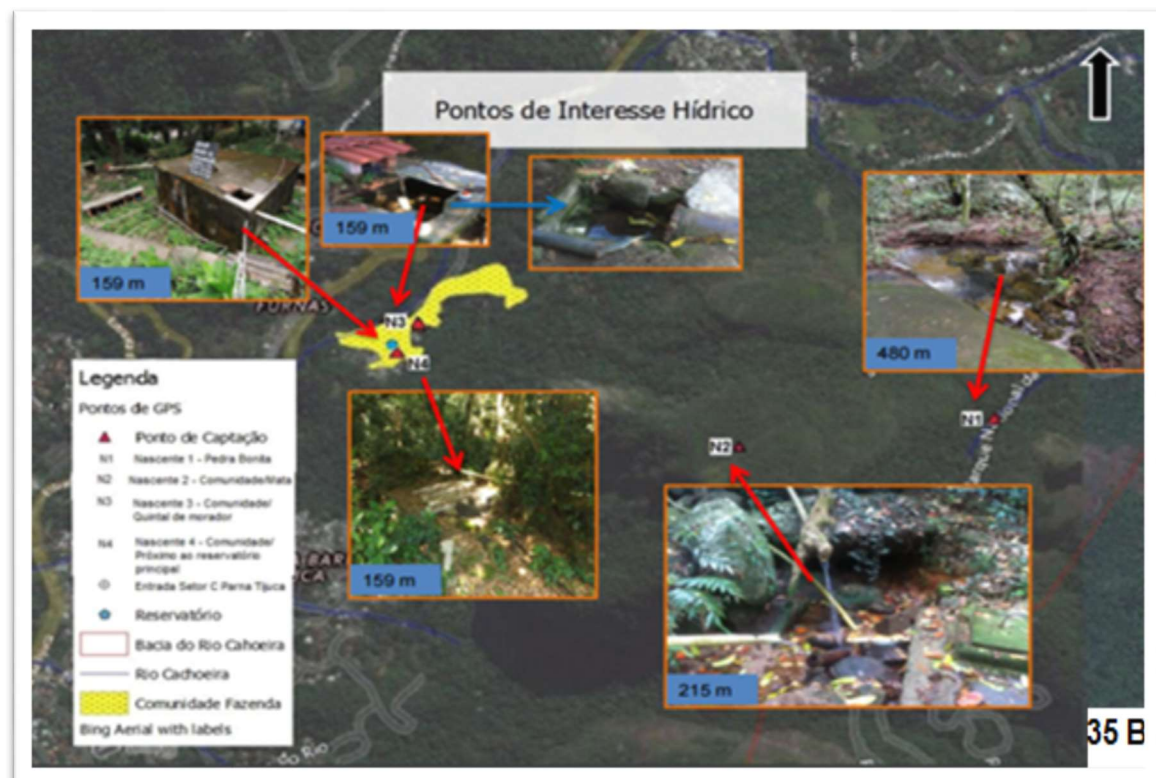 Pontos de Interesse Hídrico
159 m
159 m
480 m
FURNAS
N3
N4
N1
N2
159 m
215 m
Legenda
Pontos de GPS
Ponto de Captação
N1 Nascente 1 - Pedra Bonita
N2 Nascente 2 - Comunidade/Mata
N3 Nascente 3 - Comunidade/
Quintal de morador
N4 Nascente 4 - Comunidade/
Próximo ao reservatório
principal
Entrada Setor C Parna Tijuca
Reservatório
Bacia do Rio Cahoeira
Rio Cachoeira
Comunidade Fazenda
Bing Aerial with labels
do Rio
35 B